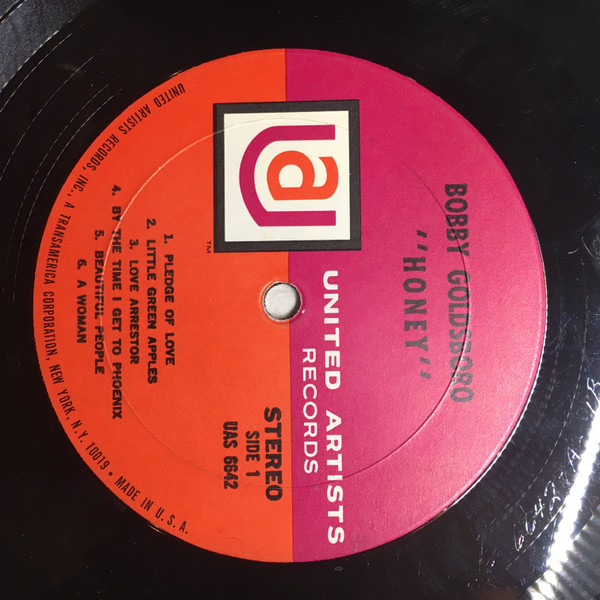 BOBBY GOLDSBORO
"HONEY"
ua
TM
UNITED ARTISTS
RECORDS
STEREO
SIDE 1
UAS 6642
1. PLEDGE OF LOVE
2. LITTLE GREEN APPLES
3. LOVE ARRESTOR
4. BY THE TIME I GET TO PHOENIX
5. BEAUTIFUL PEOPLE
6. A WOMAN
UNITED ARTISTS RECORDS, INC., A TRANSAMERICA CORPORATION, NEW YORK, N.Y. 10019 • MADE IN U.S.A.